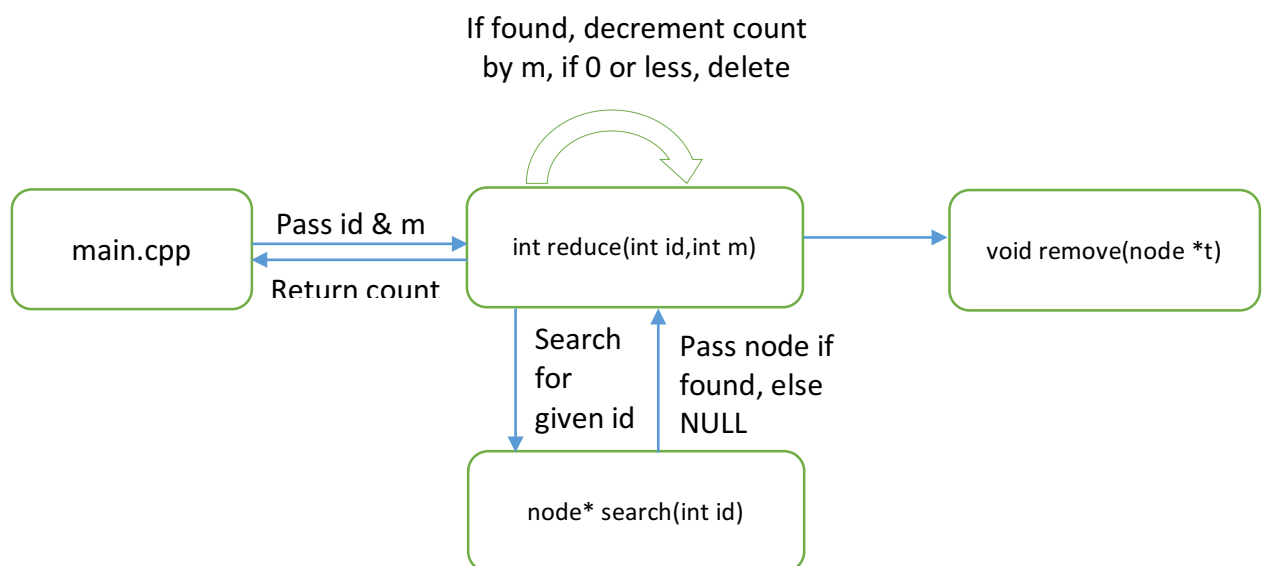 If found, decrement count
by m, if 0 or less, delete
main.cpp
Pass id & m
Return count
int reduce(int id,int m)
void remove(node *t)
Search
for
given id
Pass node if
found, else
NULL
node* search(int id)